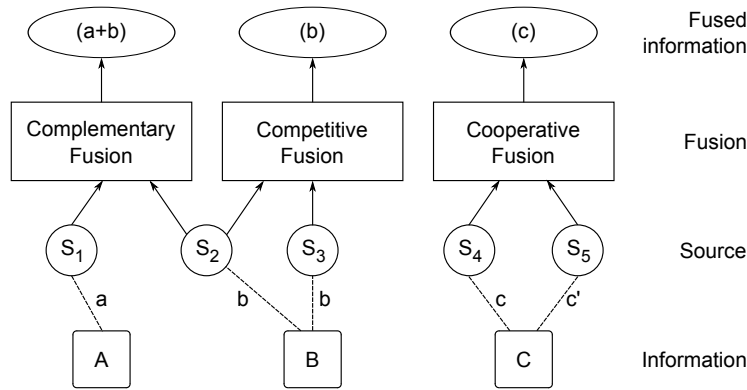 (a+b)
(b)
(c)
Fused
information
Complementary
Fusion
Competitive
Fusion
Cooperative
Fusion
Fusion
S1
S2
S3
S4
S5
Source
a
b
b
c
c'
A
B
C
Information